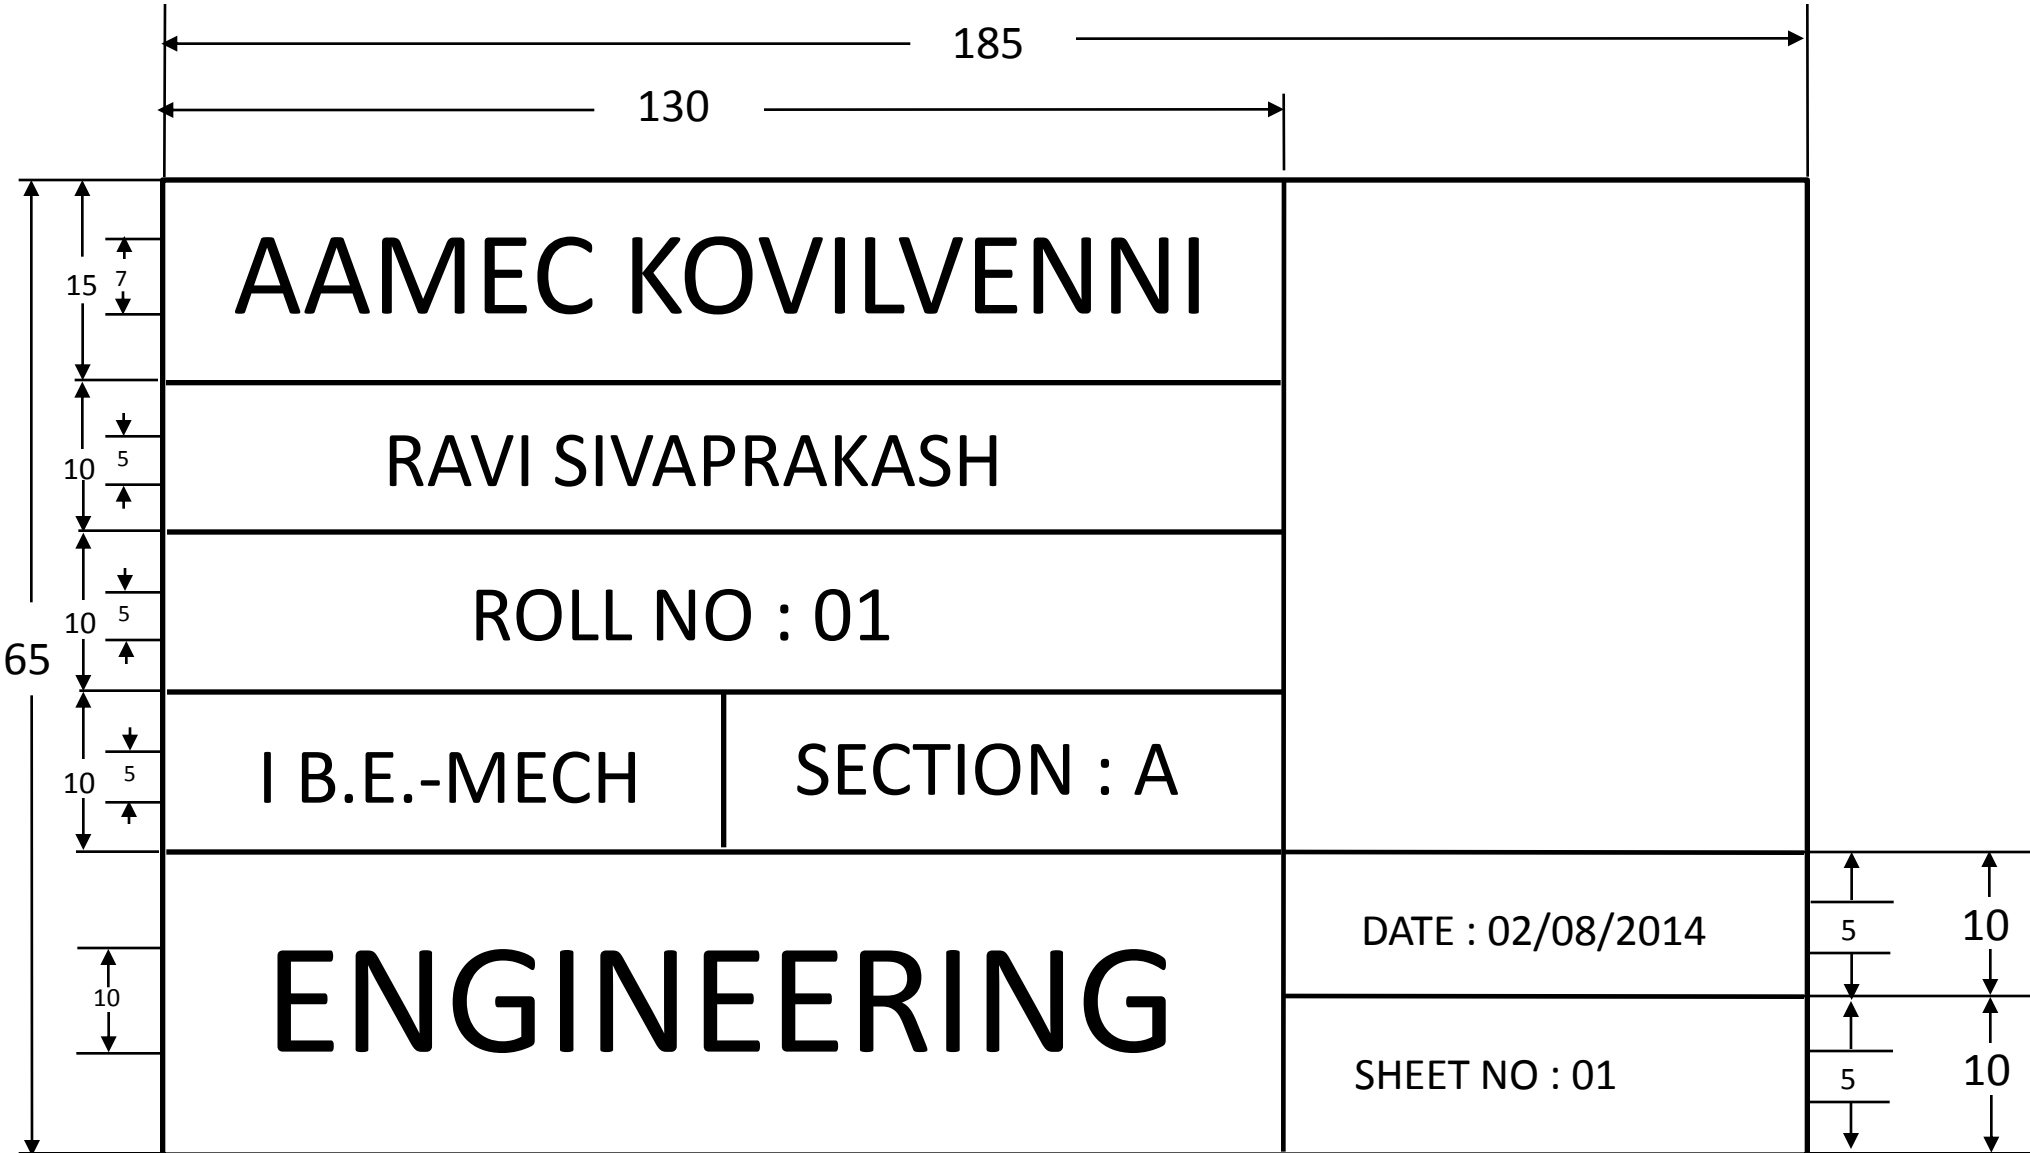 185
130
AAMEC KOVILVENNI
15
7
RAVI SIVAPRAKASH
10
5
ROLL NO : 01
10
5
65
I B.E.-MECH
SECTION : A
10
5
DATE : 02/08/2014
5
10
ENGINEERING
10
SHEET NO : 01
5
10